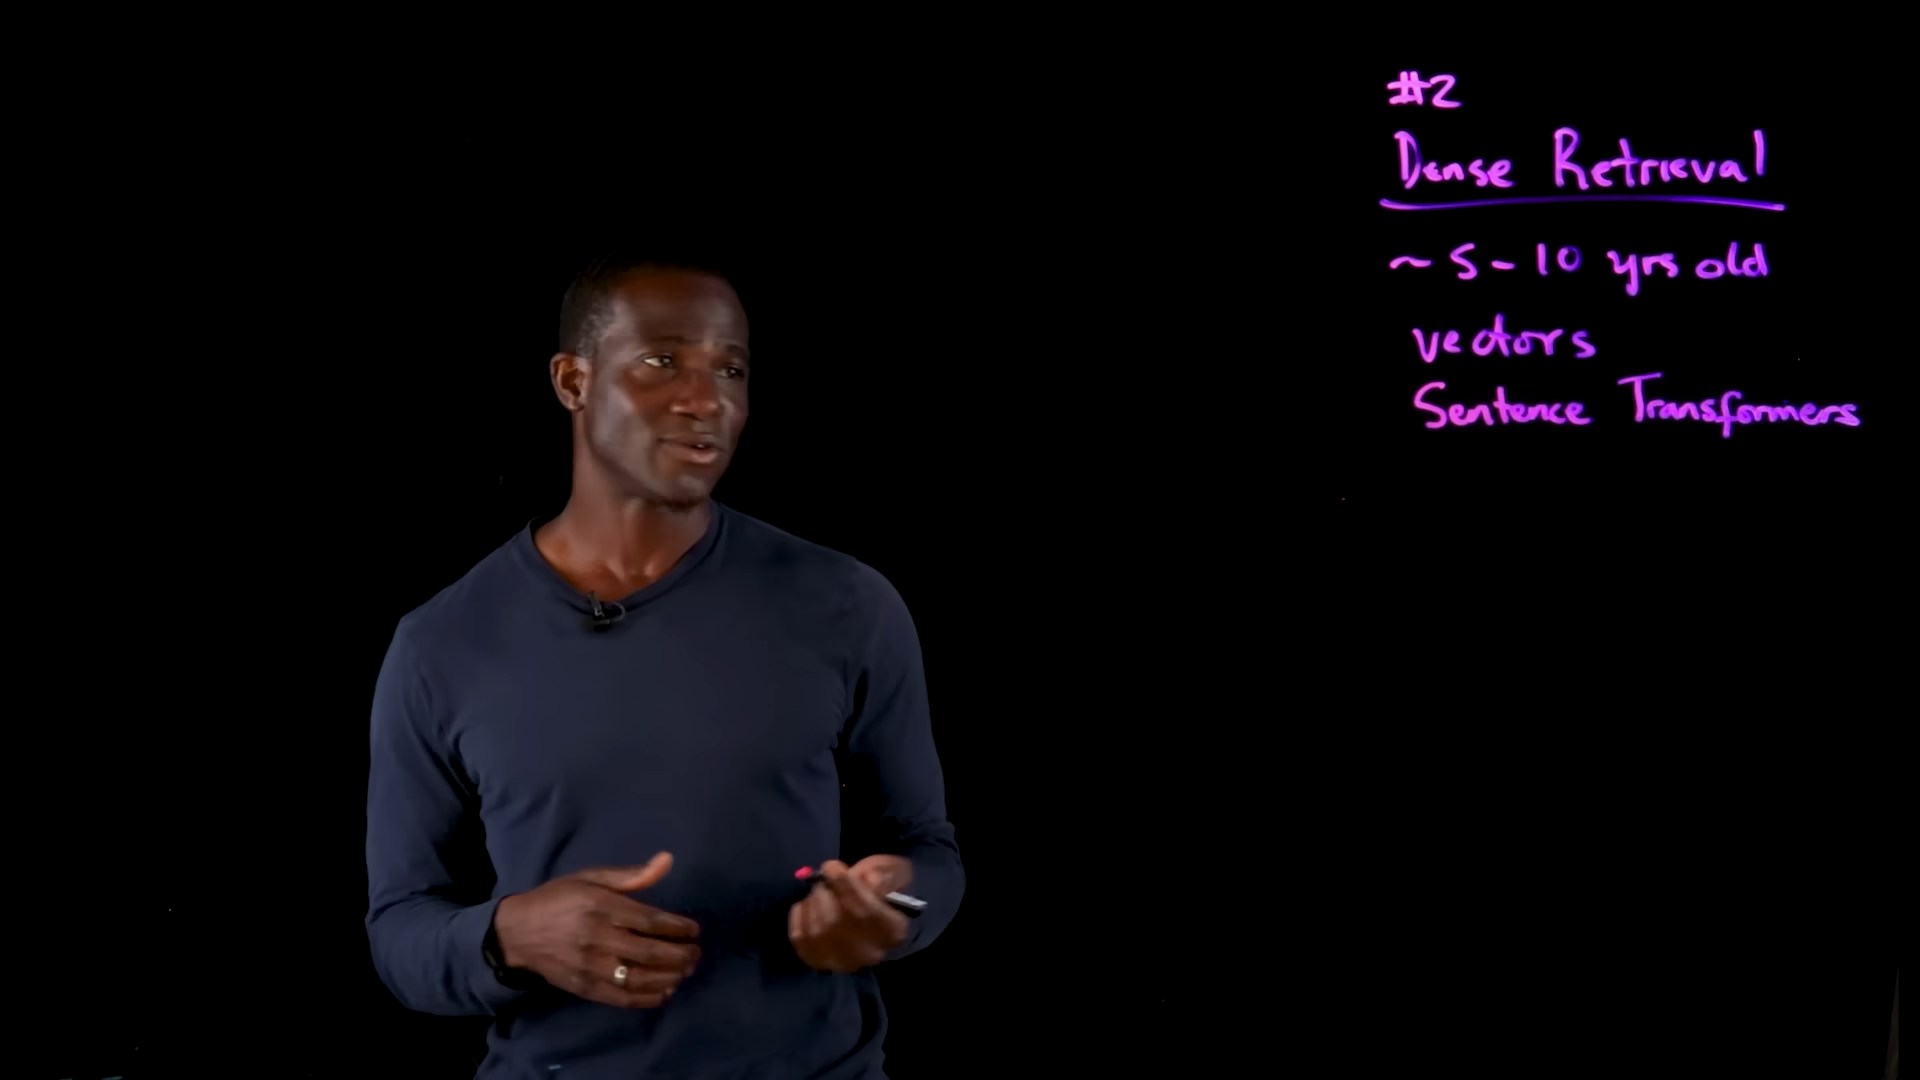 #2
Dense Retrieval
~ 5 - 10 yrs old
vectors
Sentence Transformers